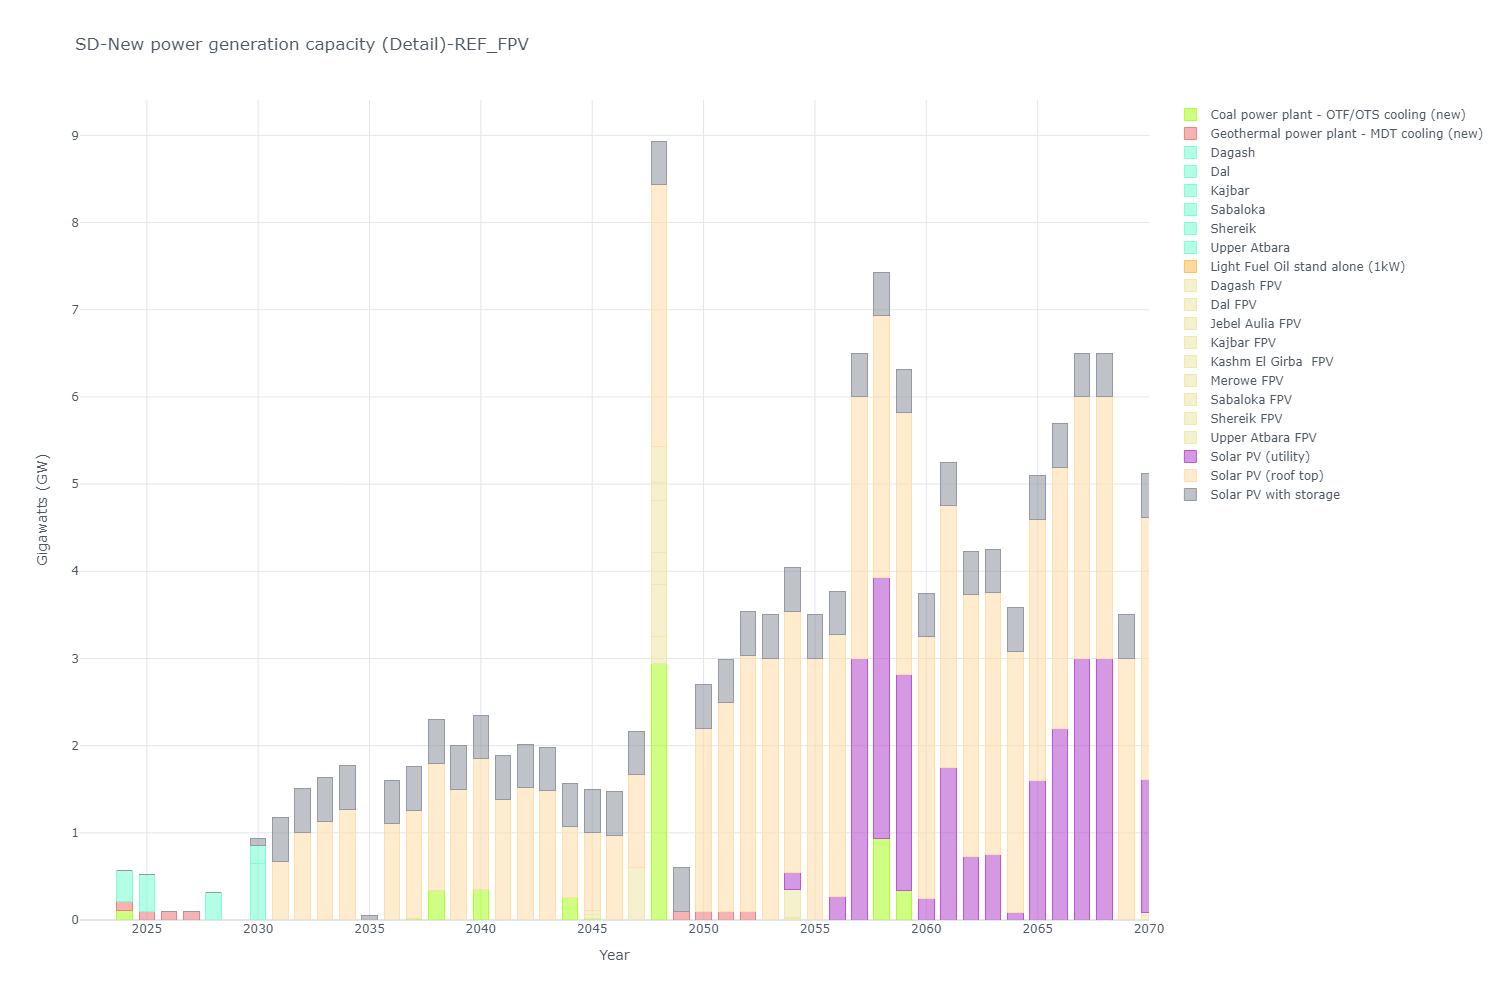 SD-New power generation capacity (Detail)-REF_FPV
Coal power plant - OTF/OTS cooling (new)
Geothermal power plant - MDT cooling (new)
Dagash
Dal
Kajbar
Sabaloka
Shereik
Upper Atbara
Light Fuel Oil stand alone (1kW)
Dagash FPV
Dal FPV
Jebel Aulia FPV
Kajbar FPV
Kashm El Girba  FPV
Merowe FPV
Sabaloka FPV
Shereik FPV
Upper Atbara FPV
Solar PV (utility)
Solar PV (roof top)
Solar PV with storage
Gigawatts (GW)
9
8
7
6
5
4
3
2
1
0
2025 2030 2035 2040 2045 2050 2055 2060 2065 2070
Year